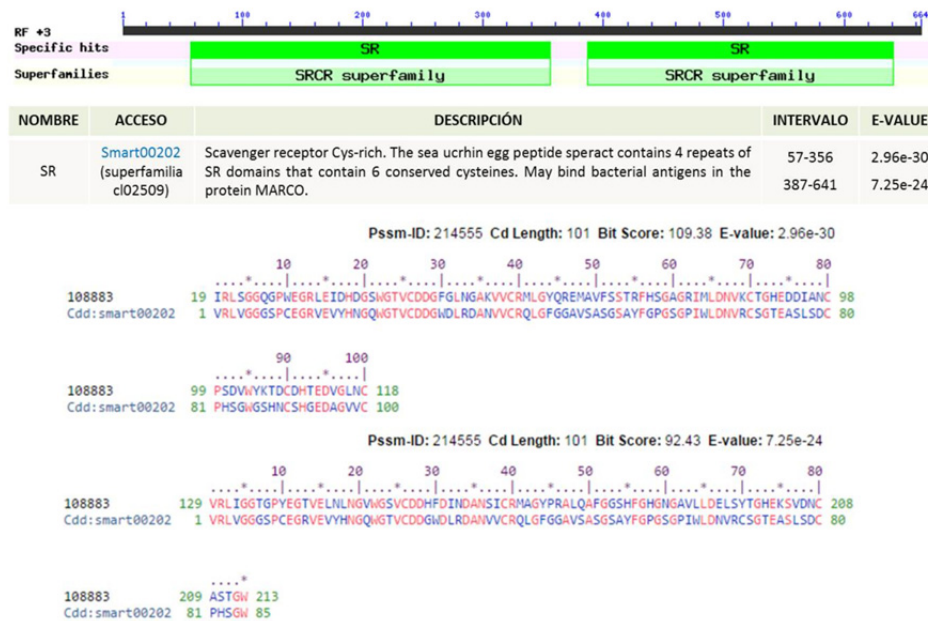 1 100 200 300 400 500 600 664
RF +3
Specific hits SR SR
Superfamilies SRCR superfamily SRCR superfamily
NOMBRE ACCESO DESCRIPCIÓN INTERVALO E-VALUE
SR
Smart00202
(superfamilia
cl02509)
Scavenger receptor Cys-rich. The sea ucrhin egg peptide speract contains 4 repeats of
SR domains that contain 6 conserved cysteines. May bind bacterial antigens in the
protein MARCO.
57-356 2.96e-30
387-641 7.25e-24
Pssm-ID: 214555 Cd Length: 101 Bit Score: 109.38 E-value: 2.96e-30
10 20 30 40 50 60 70 80
....*....|....*....|....*....|....*....|....*....|....*....|....*....|....*....|
108883 19 IRLSGGQGPWEGRLEIDHDGSWGTVCDDGFGLNGAKVVCRMLGYQREMAVFSSTRFHSGAGRIMLDNVKCTGHEDDIANC 98
Cdd:smart00202 1 VRLVGGGSPCEGRVEVYHNGQWGTVCDDGWDLRDANVVCRQLGFGGAVSASGSAYFGPGSGPIWLDNVRCSGTEASLSDC 80
90 100
....*....|....*....|
108883 99 PSDVWYKTDCDHTEDVGLNC 118
Cdd:smart00202 81 PHSGWGSHNCSHGEDAGVVC 100
Pssm-ID: 214555 Cd Length: 101 Bit Score: 92.43 E-value: 7.25e-24
10 20 30 40 50 60 70 80
....*....|....*....|....*....|....*....|....*....|....*....|....*....|....*....|
108883 129 VRLIGGTGPYEGTVELNLNGVWGSVCDDHFDINDANSICRMAGYPRALQAFGGSHFGHGNGAVLLDELSYTGHEKSVDNC 208
Cdd:smart00202 1 VRLVGGGSPCEGRVEVYHNGQWGTVCDDGWDLRDANVVCRQLGFGGAVSASGSAYFGPGSGPIWLDNVRCSGTEASLSDC 80
....*
108883 209 ASTGW 213
Cdd:smart00202 81 PHSGW 85